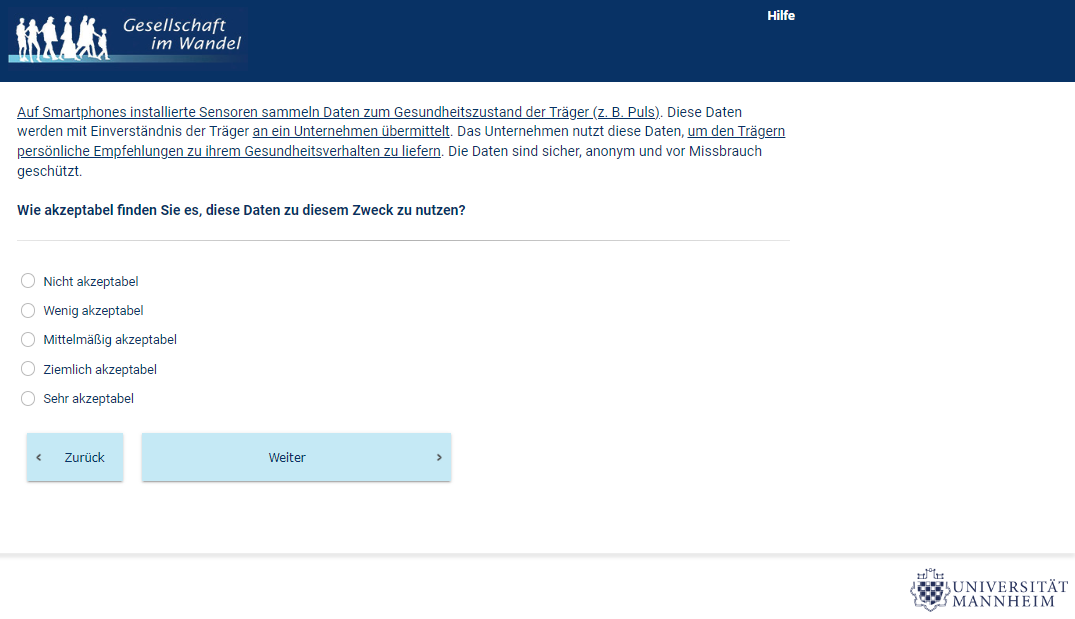 Gesellschaft
im Wandel
Hilfe
Auf Smartphones installierte Sensoren sammeln Daten zum Gesundheitszustand der Träger (z. B. Puls). Diese Daten
werden mit Einverständnis der Träger an ein Unternehmen übermittelt. Das Unternehmen nutzt diese Daten, um den Trägern
persönliche Empfehlungen zu ihrem Gesundheitsverhalten zu liefern. Die Daten sind sicher, anonym und vor Missbrauch
geschützt.
Wie akzeptabel finden Sie es, diese Daten zu diesem Zweck zu nutzen?
Nicht akzeptabel
Wenig akzeptabel
Mittelmäßig akzeptabel
Ziemlich akzeptabel
Sehr akzeptabel
Zurück
Weiter
UNIVERSITÄT
MANNHEIM